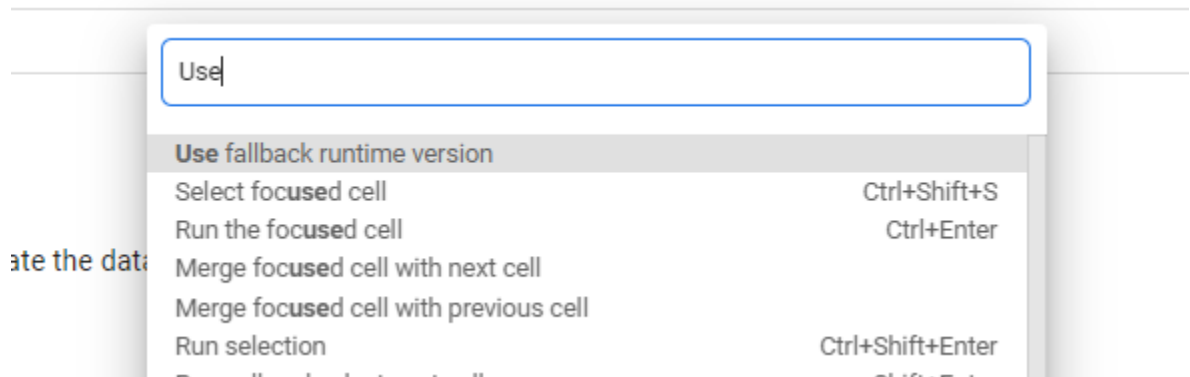 Use
Use fallback runtime version
Select focused cell Ctrl+Shift+S
Run the focused cell Ctrl+Enter
ate the data
Merge focused cell with next cell
Merge focused cell with previous cell
Run selection Ctrl+Shift+Enter